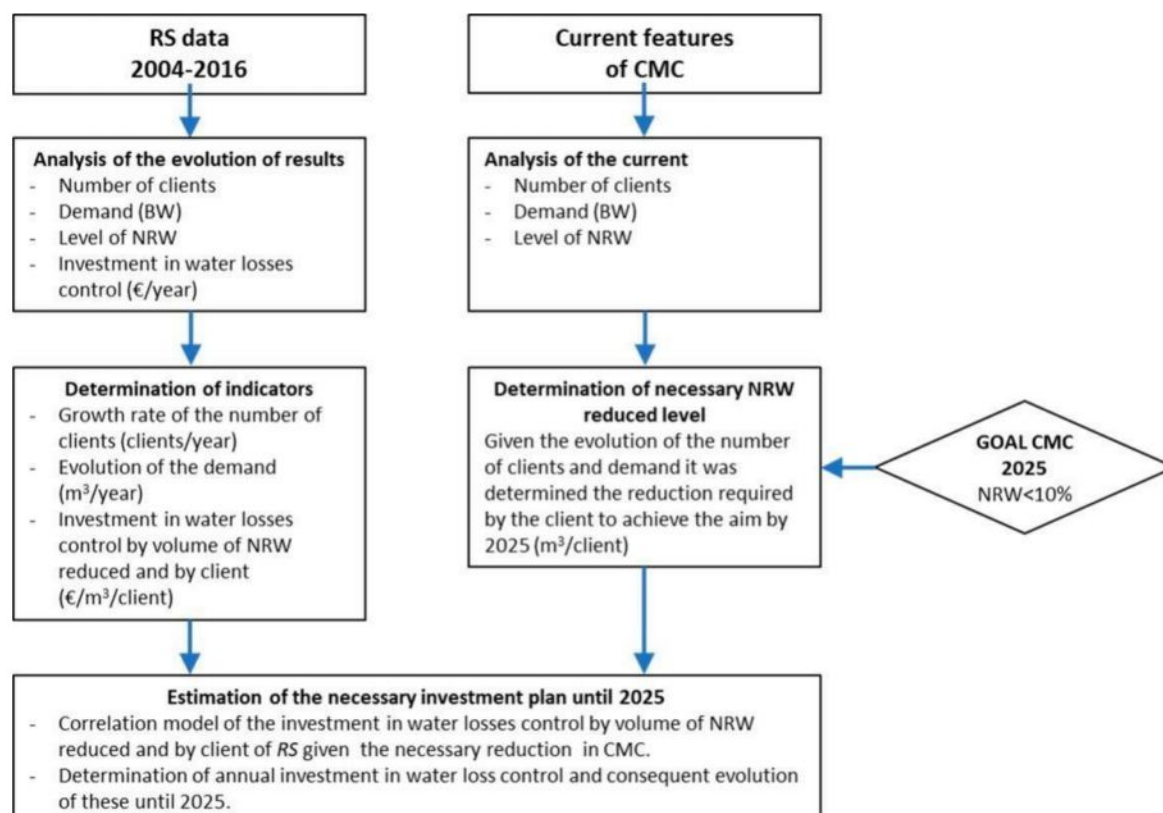 RS data
2004-2016
Current features
of CMC
Analysis of the evolution of results
- Number of clients
- Demand (BW)
- Level of NRW
- Investment in water losses
control (€/year)
Analysis of the current
- Number of clients
- Demand (BW)
- Level of NRW
Determination of indicators
- Growth rate of the number of
clients (clients/year)
- Evolution of the demand
(m³/year)
- Investment in water losses
control by volume of NRW
reduced and by client
(€/m³/client)
Determination of necessary NRW
reduced level
Given the evolution of the number
of clients and demand it was
determined the reduction required
by the client to achieve the aim by
2025 (m³/client)
GOAL CMC
2025
NRW<10%
Estimation of the necessary investment plan until 2025
- Correlation model of the investment in water losses control by volume of NRW
reduced and by client of RS given the necessary reduction in CMC.
- Determination of annual investment in water loss control and consequent evolution
of these until 2025.